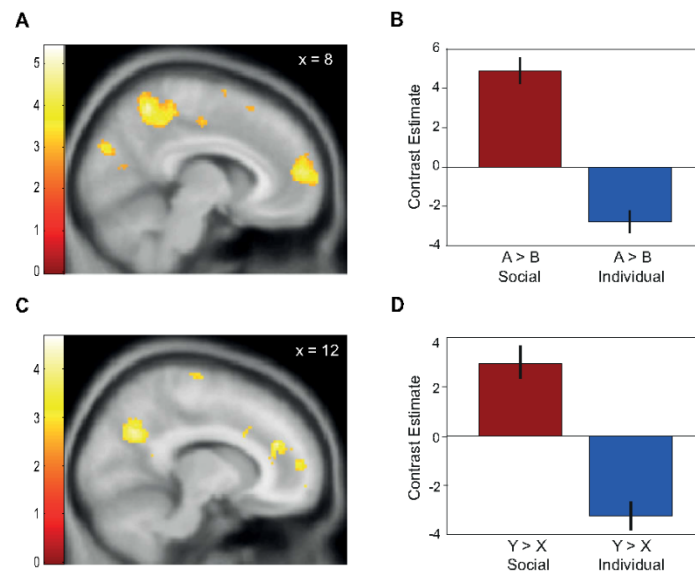 A
x = 8
5
4
3
2
1
0
B
6
4
2
0
-2
-4
Contrast Estimate
A > B
Social
A > B
Individual
C
x = 12
4
3
2
1
0
D
4
2
0
-2
-4
Contrast Estimate
Y > X
Social
Y > X
Individual